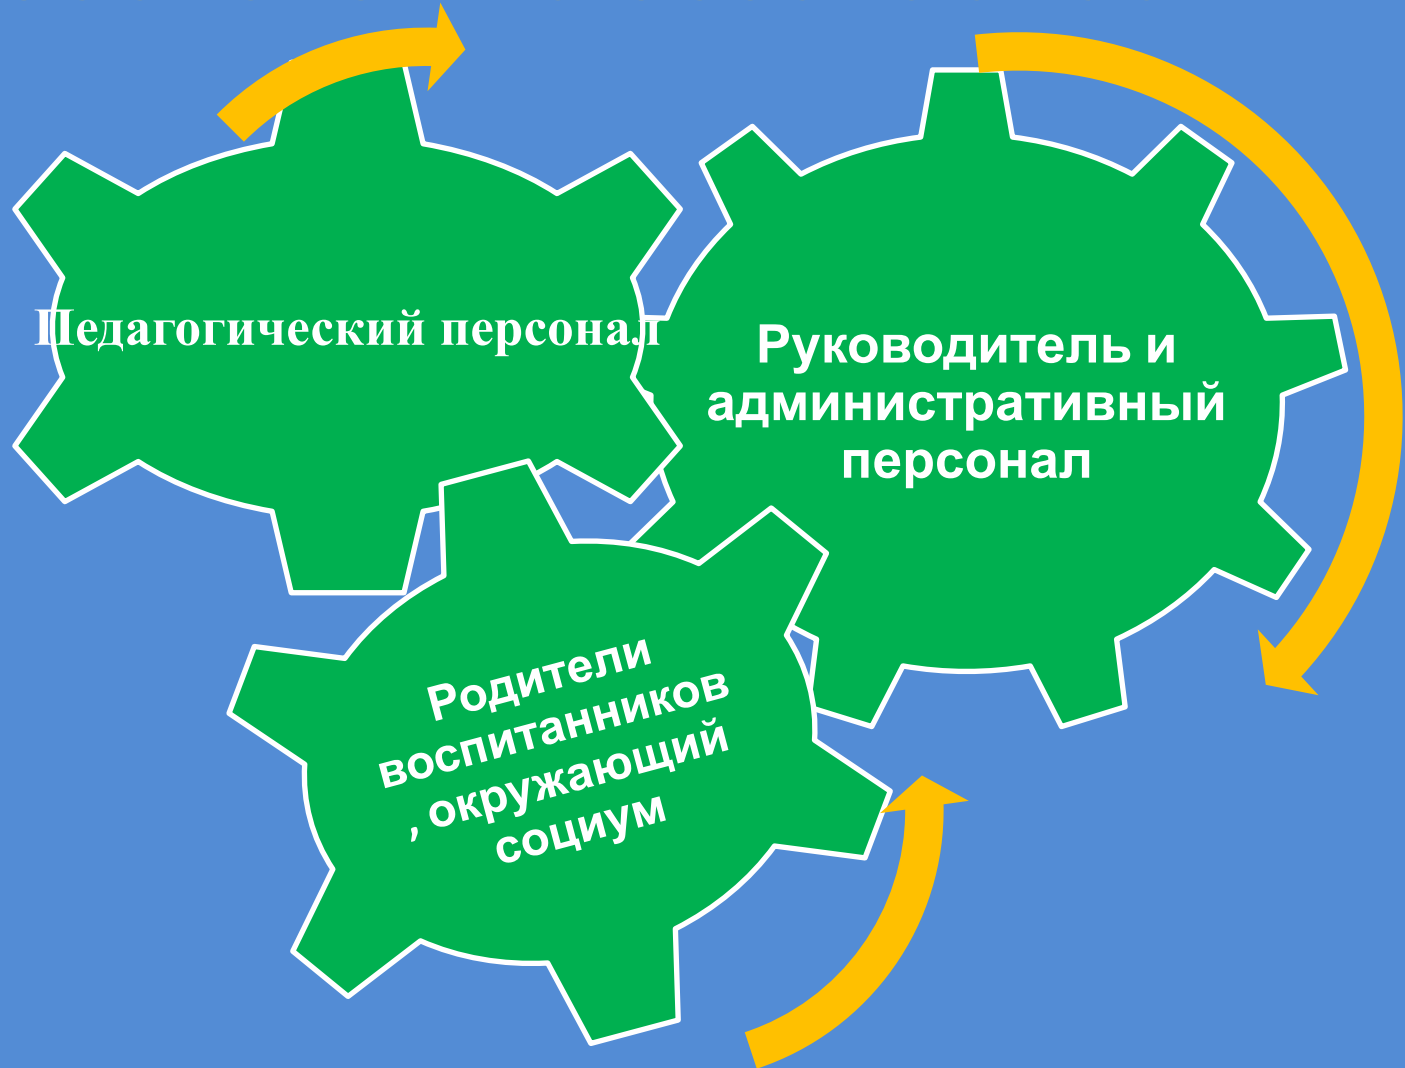 Педагогический персонал
Руководитель и
административный
персонал
Родители
воспитанников
, окружающий
социум